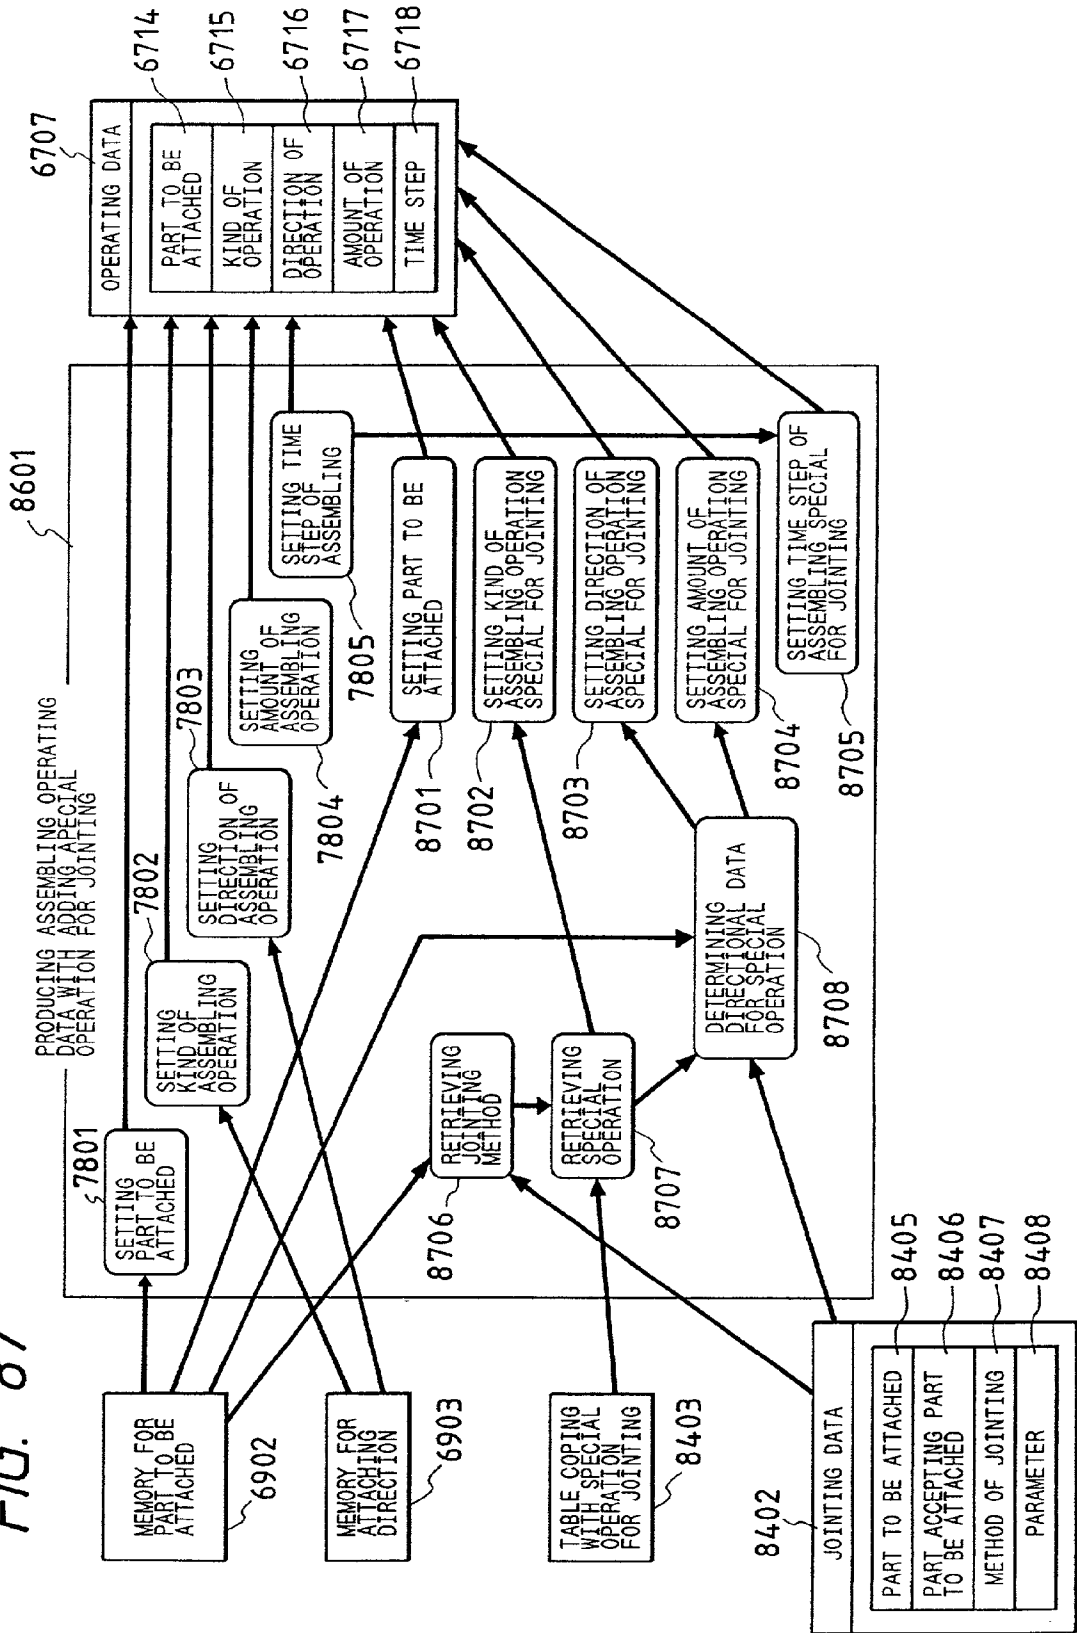 FIG. 87
MEMORY FOR
PART TO BE
ATTACHED
6902
MEMORY FOR
ATTACHING
DIRECTION
6903
TABLE COPING
WITH SPECIAL
OPERATION
FOR JOINTING
8403
8402
JOINTING DATA
PART TO BE ATTACHED
PART ACCEPTING PART
TO BE ATTACHED
METHOD OF JOINTING
PARAMETER
8405
8406
8407
8408
8601
PRODUCING ASSEMBLING OPERATING
DATA WITH ADDING APECIAL
OPERATION FOR JOINTING
7801
SETTING
PART TO BE
ATTACHED
7802
SETTING
KIND OF
ASSEMBLING
OPERATION
7803
SETTING
DIRECTION OF
ASSEMBLING
OPERATION
SETTING
AMOUNT OF
ASSEMBLING
OPERATION
7804
SETTING TIME
STEP OF
ASSEMBLING
7805
SETTING PART TO BE
ATTACHED
8701
SETTING KIND OF
ASSEMBLING OPERATION
SPECIAL FOR JOINTING
8702
SETTING DIRECTION OF
ASSEMBLING OPERATION
SPECIAL FOR JOINTING
8703
SETTING AMOUNT OF
ASSEMBLING OPERATION
SPECIAL FOR JOINTING
8704
SETTING TIME STEP OF
ASSEMBLING SPECIAL
FOR JOINTING
8705
RETRIEVING
JOINTING
METHOD
8706
RETRIEVING
SPECIAL
OPERATION
8707
DETERMINING
DIRECTIONAL DATA
FOR SPECIAL
OPERATION
8708
6707
OPERATING DATA
PART TO BE
ATTACHED
KIND OF
OPERATION
DIRECTION OF
OPERATION
AMOUNT OF
OPERATION
TIME STEP
6714
6715
6716
6717
6718